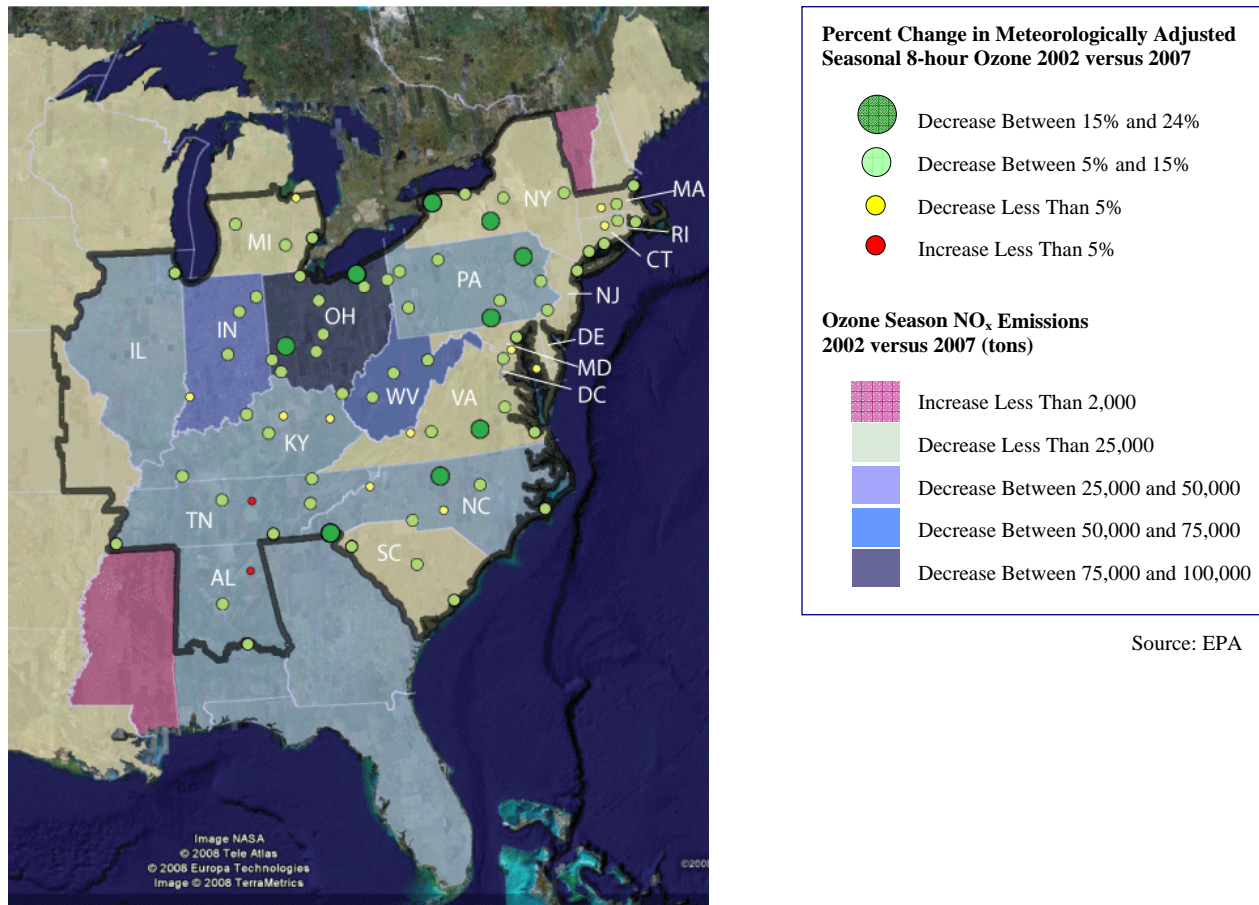 MA
NY
RI
MI
CT
PA
NJ
OH
IN
DE
IL
MD
WV
DC
VA
KY
NC
TN
SC
AL
Image NASA
© 2008 Tele Atlas
© 2008 Europa Technologies
Image © 2008 TerraMetrics
©200
Percent Change in Meteorologically Adjusted
Seasonal 8-hour Ozone 2002 versus 2007
Decrease Between 15% and 24%
Decrease Between 5% and 15%
Decrease Less Than 5%
Increase Less Than 5%
Ozone Season NOx Emissions
2002 versus 2007 (tons)
Increase Less Than 2,000
Decrease Less Than 25,000
Decrease Between 25,000 and 50,000
Decrease Between 50,000 and 75,000
Decrease Between 75,000 and 100,000
Source: EPA